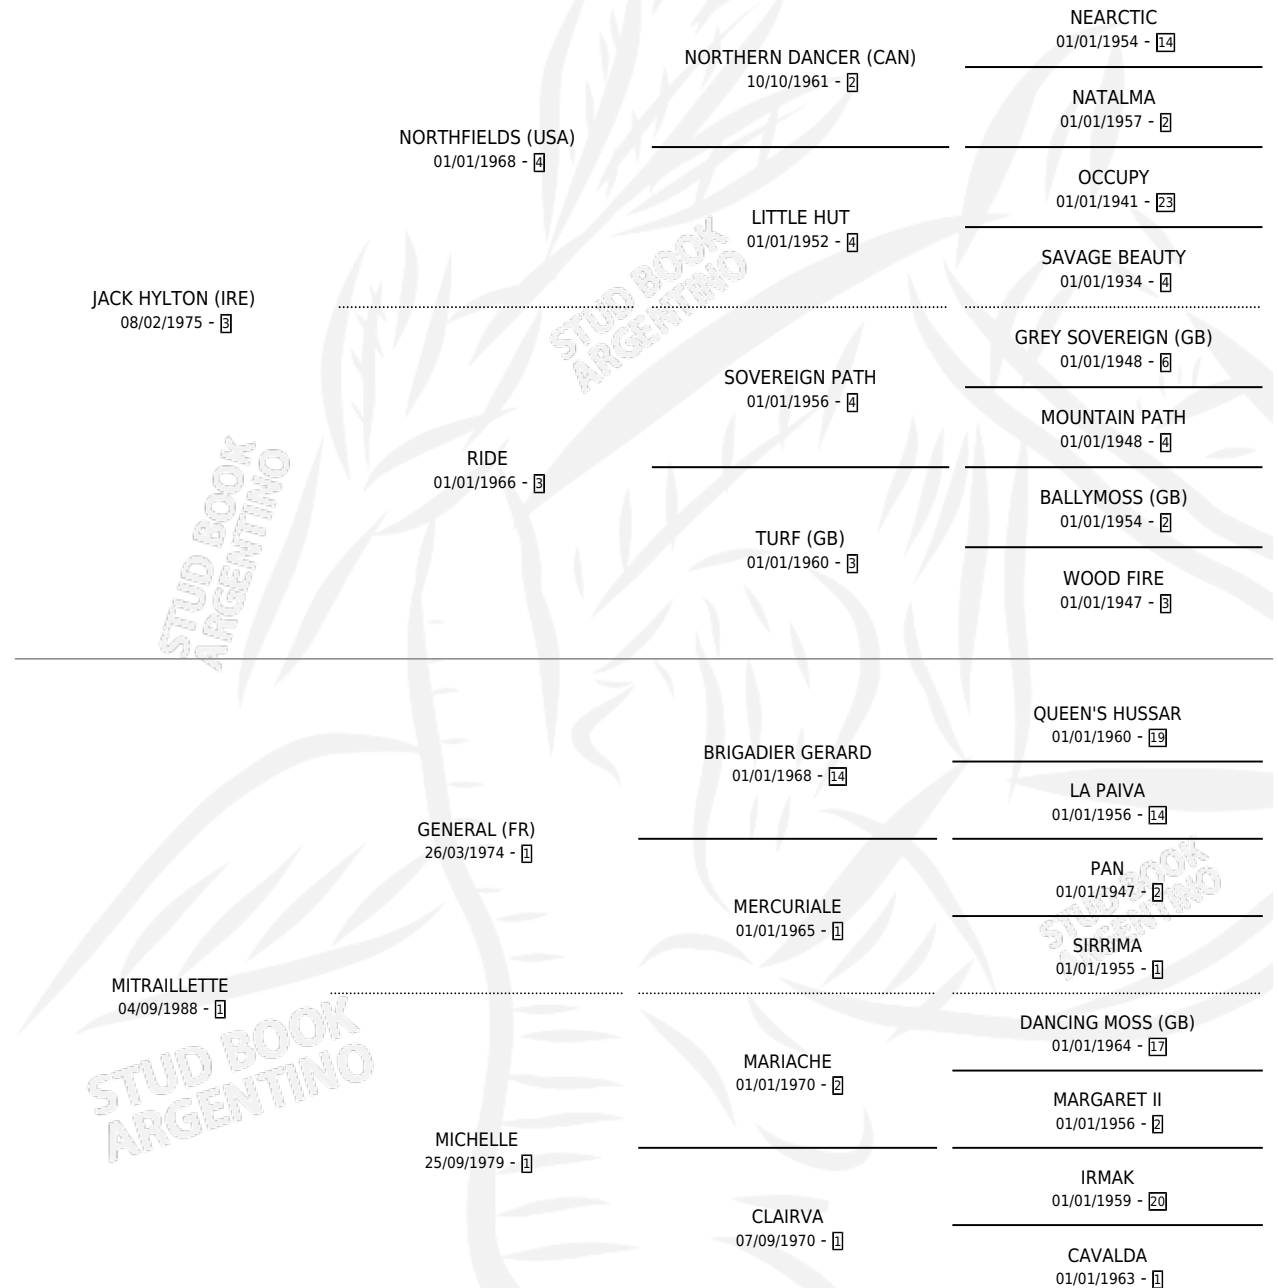 NEARCTIC
01/01/1954 - 14
NORTHERN DANCER (CAN)
10/10/1961 - 2
NATALMA
01/01/1957 - 2
NORTHFIELDS (USA)
01/01/1968 - 4
OCCUPY
01/01/1941 - 23
LITTLE HUT
01/01/1952 - 4
SAVAGE BEAUTY
01/01/1934 - 4
JACK HYLTON (IRE)
08/02/1975 - 3
GREY SOVEREIGN (GB)
01/01/1948 - 6
SOVEREIGN PATH
01/01/1956 - 4
MOUNTAIN PATH
01/01/1948 - 4
RIDE
01/01/1966 - 3
BALLYMOSS (GB)
01/01/1954 - 2
TURF (GB)
01/01/1960 - 3
WOOD FIRE
01/01/1947 - 3
QUEEN'S HUSSAR
01/01/1960 - 19
BRIGADIER GERARD
01/01/1968 - 14
LA PAIVA
01/01/1956 - 14
GENERAL (FR)
26/03/1974 - 1
PAN
01/01/1947 - 2
MERCURIALE
01/01/1965 - 1
SIRRIMA
01/01/1955 - 1
MITRAILLETTE
04/09/1988 - 1
DANCING MOSS (GB)
01/01/1964 - 17
MARIACHE
01/01/1970 - 2
MARGARET II
01/01/1956 - 2
MICHELLE
25/09/1979 - 1
IRMAK
01/01/1959 - 20
CLAIRVA
07/09/1970 - 1
CAVALDA
01/01/1963 - 1
STUD BOOK
ARGENTINO
STUD BOOK
ARGENTINO
STUD BOOK
ARGENTINO
STUD BOOK
ARGENTINO